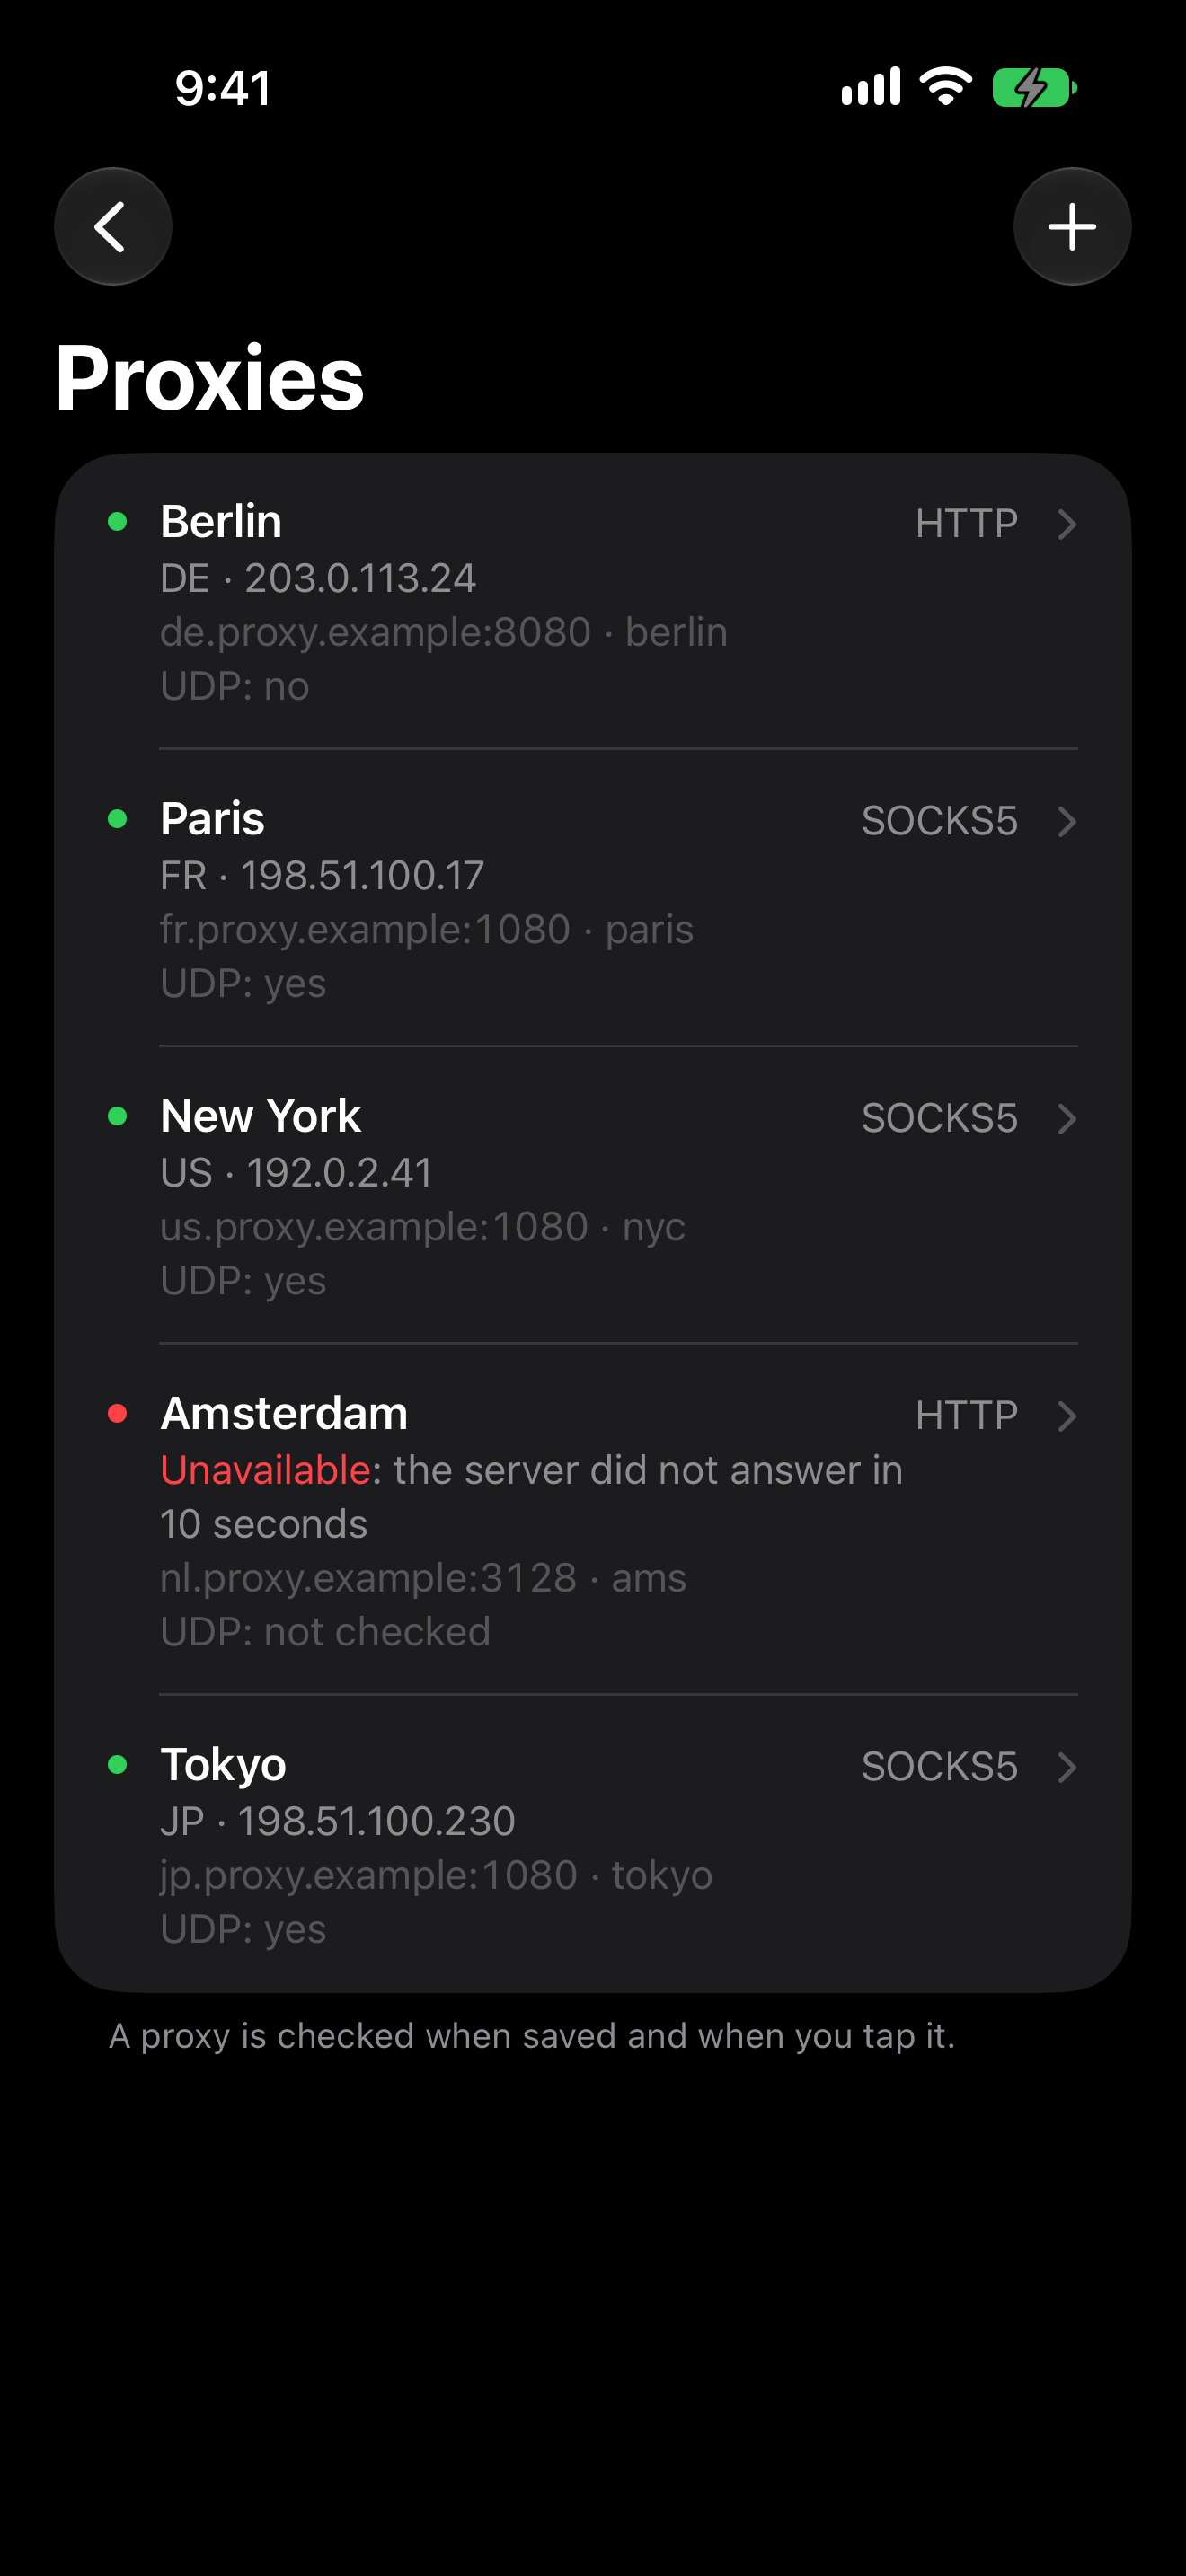 9:41
Proxies
Berlin HTTP
DE · 203.0.113.24
de.proxy.example:8080 · berlin
UDP: no
Paris SOCKS5
FR · 198.51.100.17
fr.proxy.example:1080 · paris
UDP: yes
New York SOCKS5
US · 192.0.2.41
us.proxy.example:1080 · nyc
UDP: yes
Amsterdam HTTP
Unavailable: the server did not answer in
10 seconds
nl.proxy.example:3128 · ams
UDP: not checked
Tokyo SOCKS5
JP · 198.51.100.230
jp.proxy.example:1080 · tokyo
UDP: yes
A proxy is checked when saved and when you tap it.